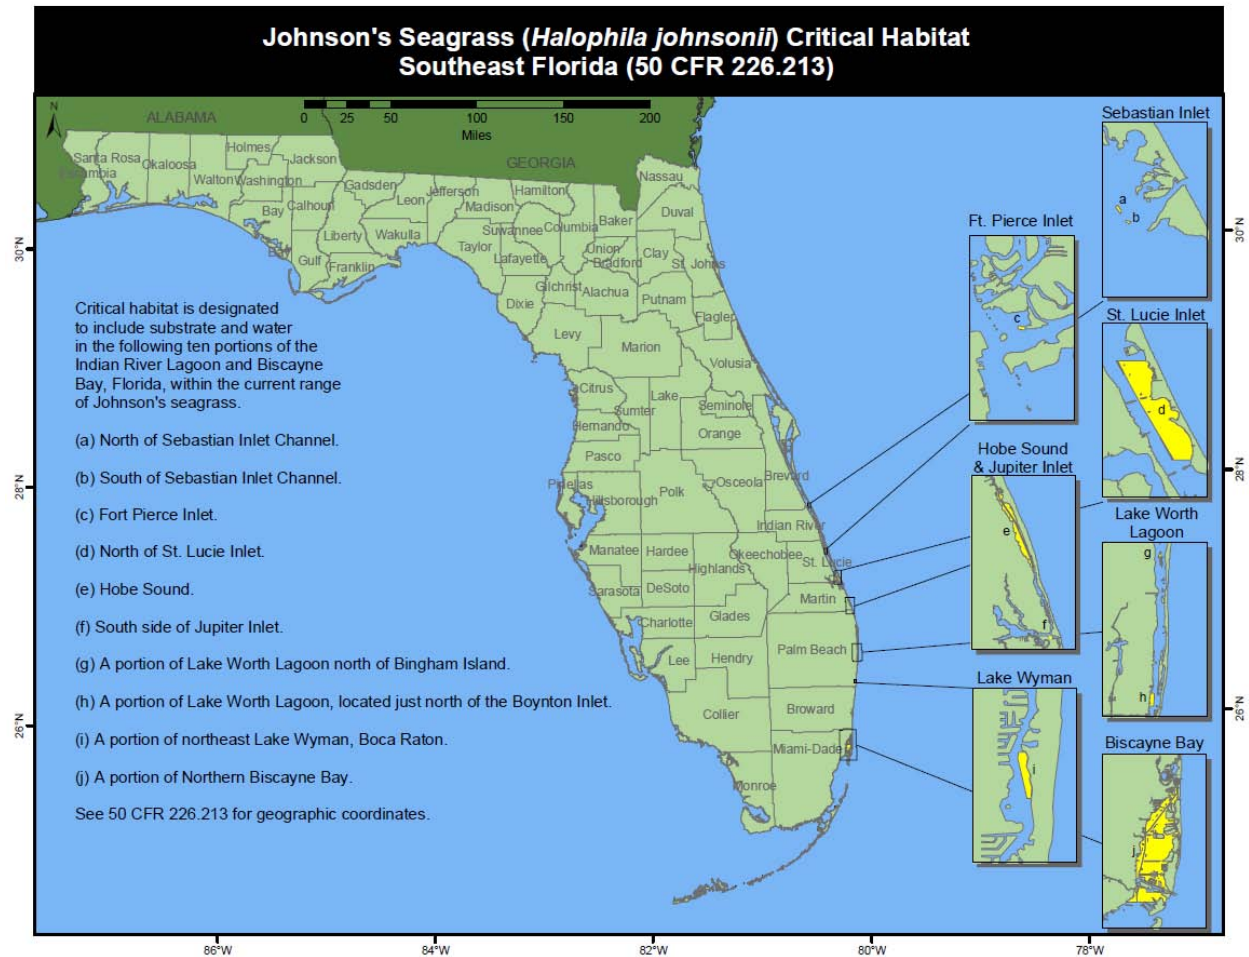 Johnson's Seagrass (Halophila johnsonii) Critical Habitat
Southeast Florida (50 CFR 226.213)
N
ALABAMA
0 25 50 100 150 200
Miles
GEORGIA
Santa Rosa
Escambia
Okaloosa
Walton
Holmes
Washington
Jackson
Bay
Calhoun
Gadsden
Liberty
Gulf
Franklin
Leon
Wakulla
Jefferson
Madison
Taylor
Hamilton
Suwannee
Lafayette
Columbia
Baker
Union
Bradford
Nassau
Duval
Clay
St. Johns
Gilchrist
Dixie
Alachua
Putnam
Flagler
Levy
Marion
Volusia
Citrus
Sumter
Lake
Seminole
Hernando
Orange
Pasco
Brevard
Pinellas
Hillsborough
Polk
Osceola
Indian River
Manatee
Hardee
Highlands
Okeechobee
St. Lucie
Sarasota
DeSoto
Martin
Charlotte
Glades
Lee
Hendry
Palm Beach
Collier
Broward
Miami-Dade
Monroe
Bay
Critical habitat is designated
to include substrate and water
in the following ten portions of the
Indian River Lagoon and Biscayne
Bay, Florida, within the current range
of Johnson's seagrass.
(a) North of Sebastian Inlet Channel.
(b) South of Sebastian Inlet Channel.
(c) Fort Pierce Inlet.
(d) North of St. Lucie Inlet.
(e) Hobe Sound.
(f) South side of Jupiter Inlet.
(g) A portion of Lake Worth Lagoon north of Bingham Island.
(h) A portion of Lake Worth Lagoon, located just north of the Boynton Inlet.
(i) A portion of northeast Lake Wyman, Boca Raton.
(j) A portion of Northern Biscayne Bay.
See 50 CFR 226.213 for geographic coordinates.
Sebastian Inlet
a
b
Ft. Pierce Inlet
c
St. Lucie Inlet
d
Hobe Sound
& Jupiter Inlet
e
f
Lake Worth
Lagoon
g
h
Lake Wyman
i
Biscayne Bay
j
30°N
28°N
26°N
30°N
28°N
26°N
86°W
84°W
82°W
80°W
78°W